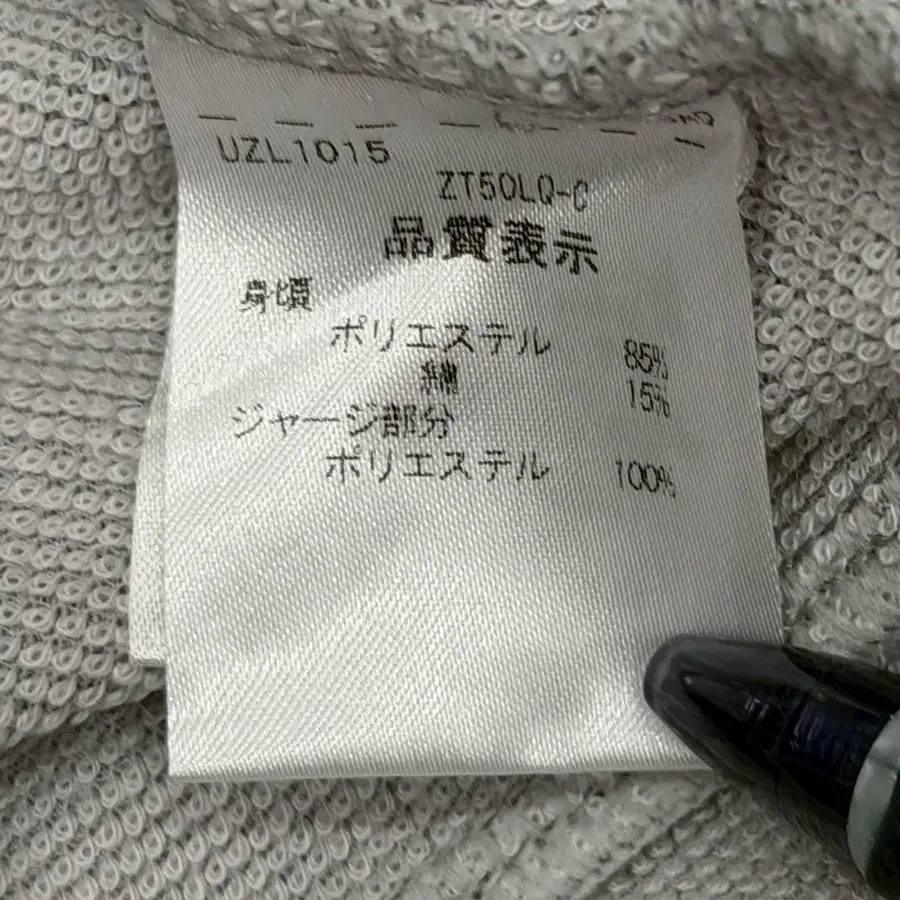 UZL1015
ZT50LQ-C
品質表示
身頃
ポリエステル 85%
綿 15%
ジャージ部分
ポリエステル 100%